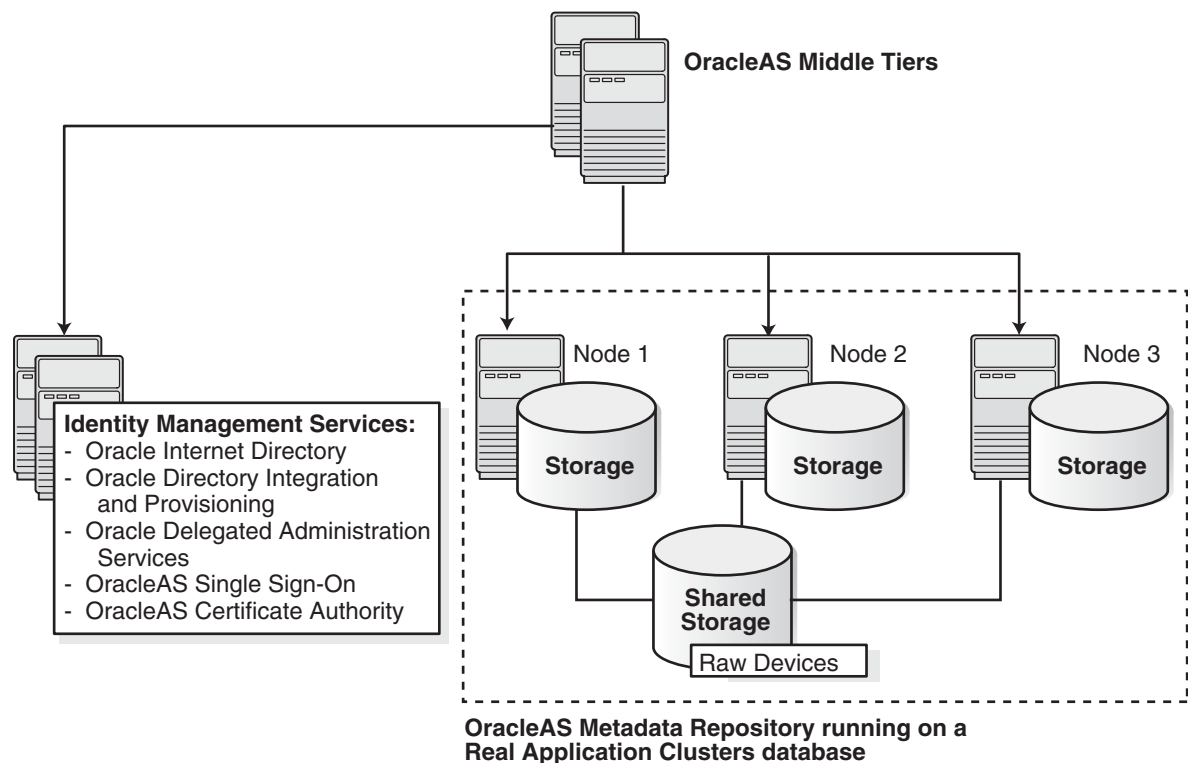 OracleAS Middle Tiers
Node 1
Node 2
Node 3
Storage
Storage
Storage
Identity Management Services:
- Oracle Internet Directory
- Oracle Directory Integration
and Provisioning
- Oracle Delegated Administration
Services
- OracleAS Single Sign-On
- OracleAS Certificate Authority
Shared
Storage
Raw Devices
OracleAS Metadata Repository running on a
Real Application Clusters database